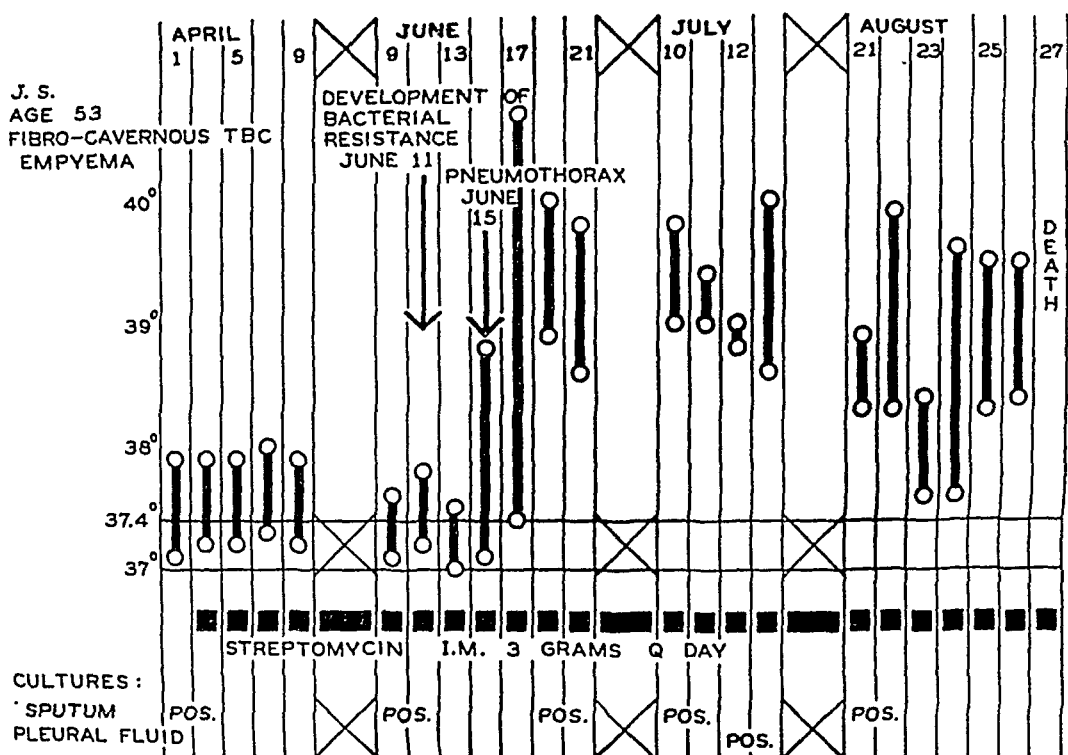 APRIL JUNE JULY AUGUST
1 5 9 9 13 17 21 10 12 21 23 25 27
J. S.
AGE 53
FIBRO-CAVERNOUS TBC
EMPYEMA
DEVELOPMENT OF
BACTERIAL
RESISTANCE
JUNE 11
PNEUMOTHORAX
JUNE
15
40°
39°
38°
37.4°
37°
DEATH
STREPTOMYCIN I.M. 3 GRAMS Q DAY
CULTURES:
SPUTUM POS. POS. POS. POS. POS.
PLEURAL FLUID POS.